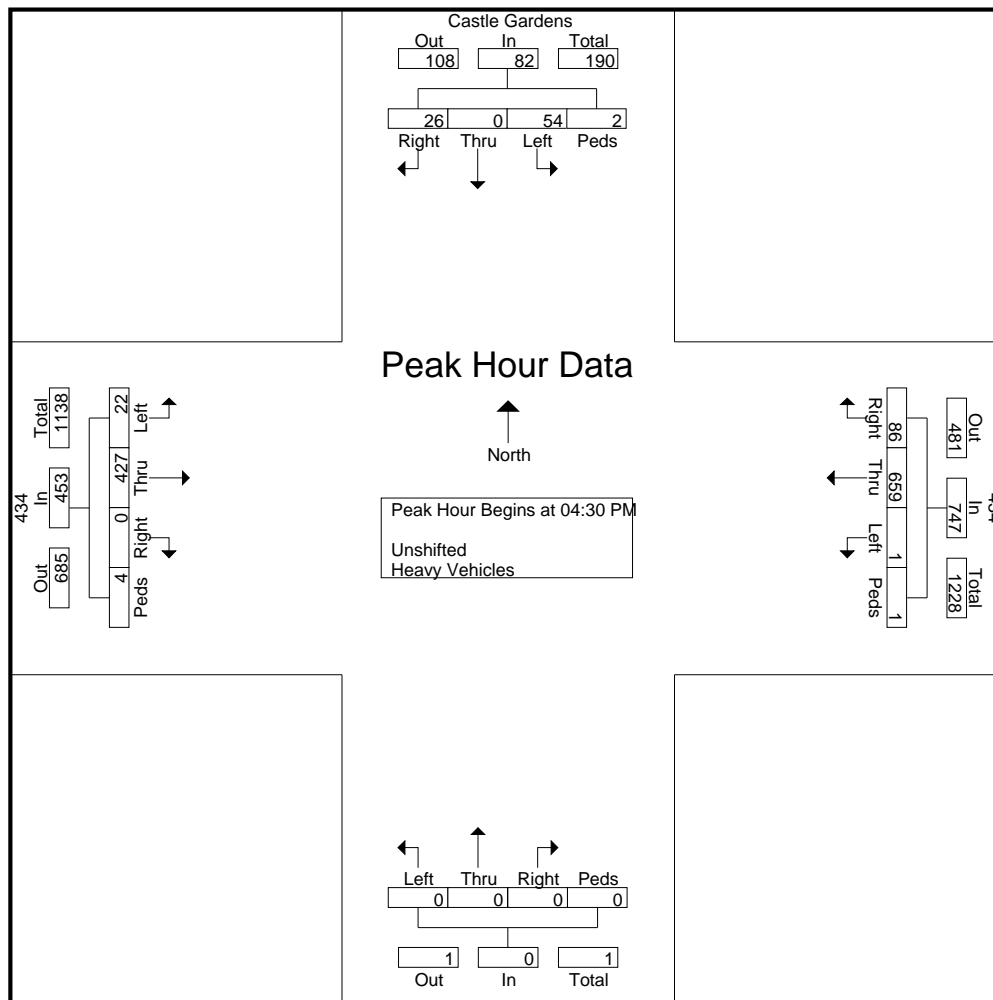 Castle Gardens
Out In Total
108 82 190
26 0 54 2
Right Thru Left Peds
Peak Hour Data
North
Peak Hour Begins at 04:30 PM
Unshifted
Heavy Vehicles
434
Total In Out
1138 453 685
22 427 0 4
Left Thru Right Peds
Out In Total
481 747 1228
86 659 1 1
Right Thru Left Peds
Left Thru Right Peds
0 0 0 0
1 0 1
Out In Total